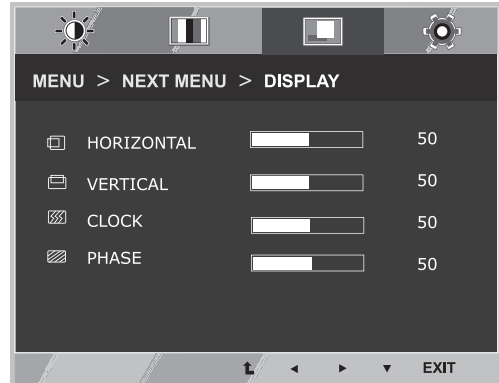 MENU > NEXT MENU > DISPLAY
HORIZONTAL 50
VERTICAL 50
CLOCK 50
PHASE 50
EXIT